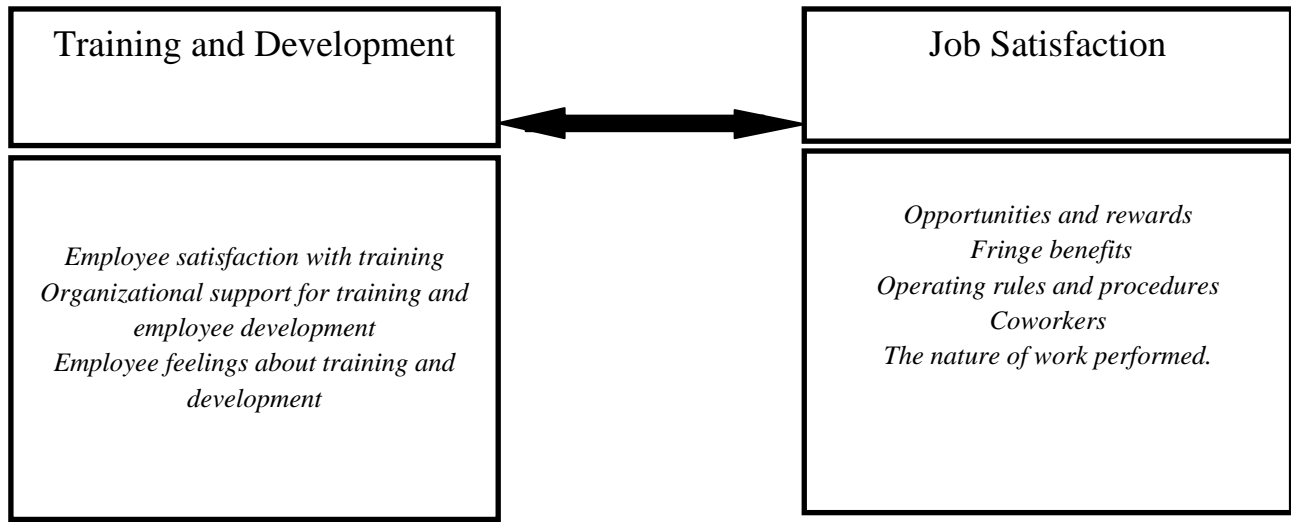 Training and Development
Employee satisfaction with training
Organizational support for training and
employee development
Employee feelings about training and
development
Job Satisfaction
Opportunities and rewards
Fringe benefits
Operating rules and procedures
Coworkers
The nature of work performed.